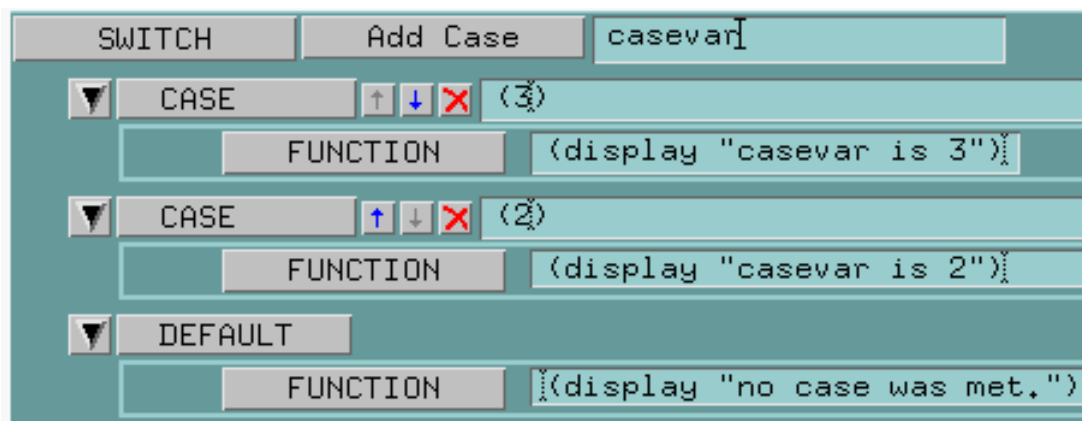 SWITCH Add Case casevar
CASE (3)
FUNCTION (display "casevar is 3")
CASE (2)
FUNCTION (display "casevar is 2")
DEFAULT
FUNCTION (display "no case was met.")